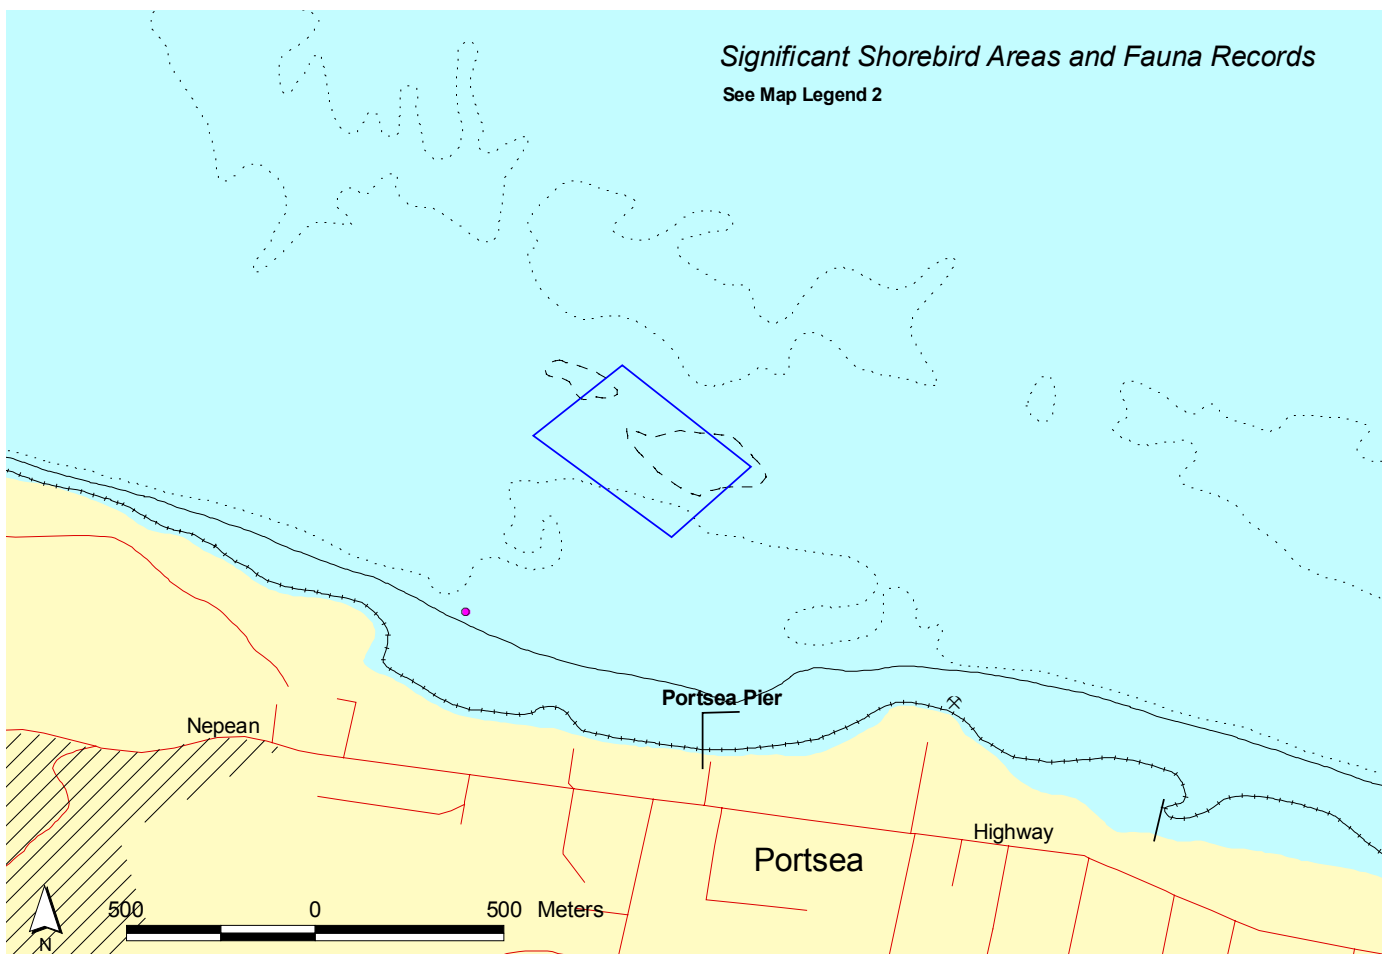 Significant Shorebird Areas and Fauna Records
See Map Legend 2
Portsea Pier
Nepean
Highway
Portsea
500 0 500 Meters
N